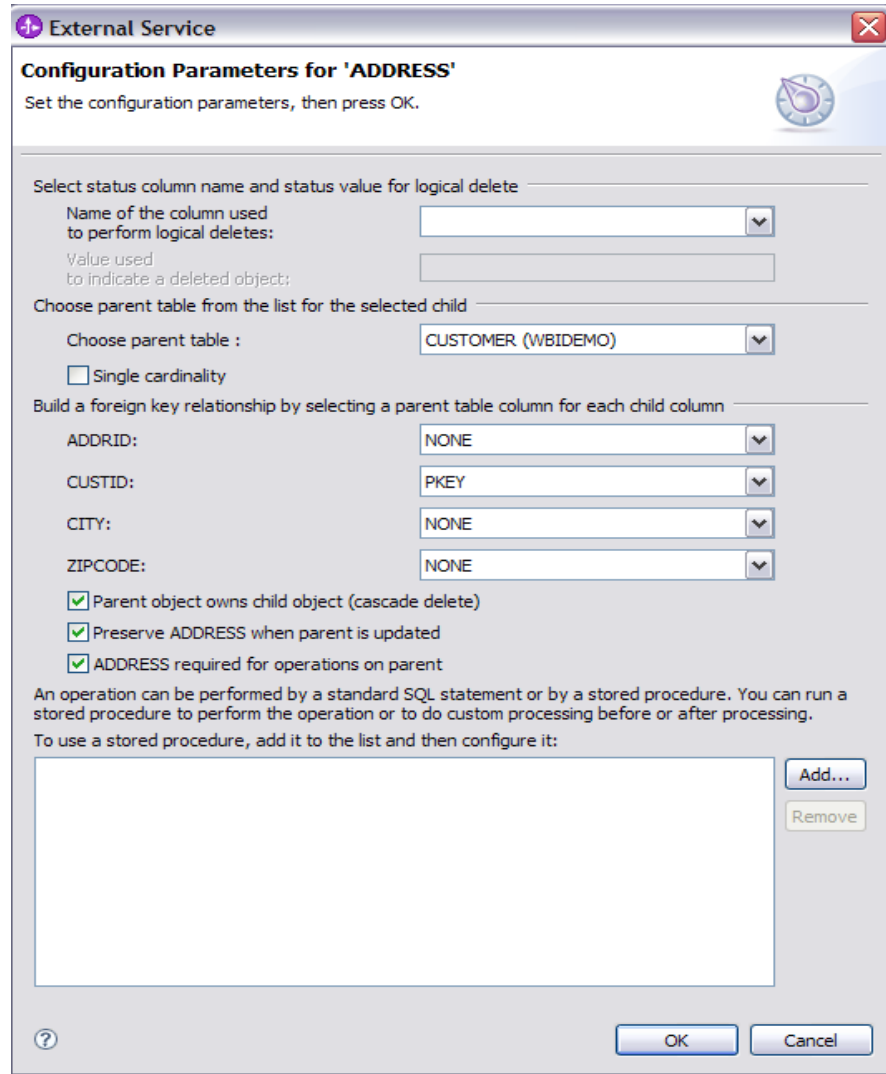 External Service
Configuration Parameters for 'ADDRESS'
Set the configuration parameters, then press OK.
Select status column name and status value for logical delete
Name of the column used
to perform logical deletes:
Value used
to indicate a deleted object:
Choose parent table from the list for the selected child
Choose parent table :
CUSTOMER (WBIDEMO)
Single cardinality
Build a foreign key relationship by selecting a parent table column for each child column
ADDRID:
NONE
CUSTID:
PKEY
CITY:
NONE
ZIPCODE:
NONE
Parent object owns child object (cascade delete)
Preserve ADDRESS when parent is updated
ADDRESS required for operations on parent
An operation can be performed by a standard SQL statement or by a stored procedure. You can run a
stored procedure to perform the operation or to do custom processing before or after processing.
To use a stored procedure, add it to the list and then configure it:
Add...
Remove
?
OK
Cancel